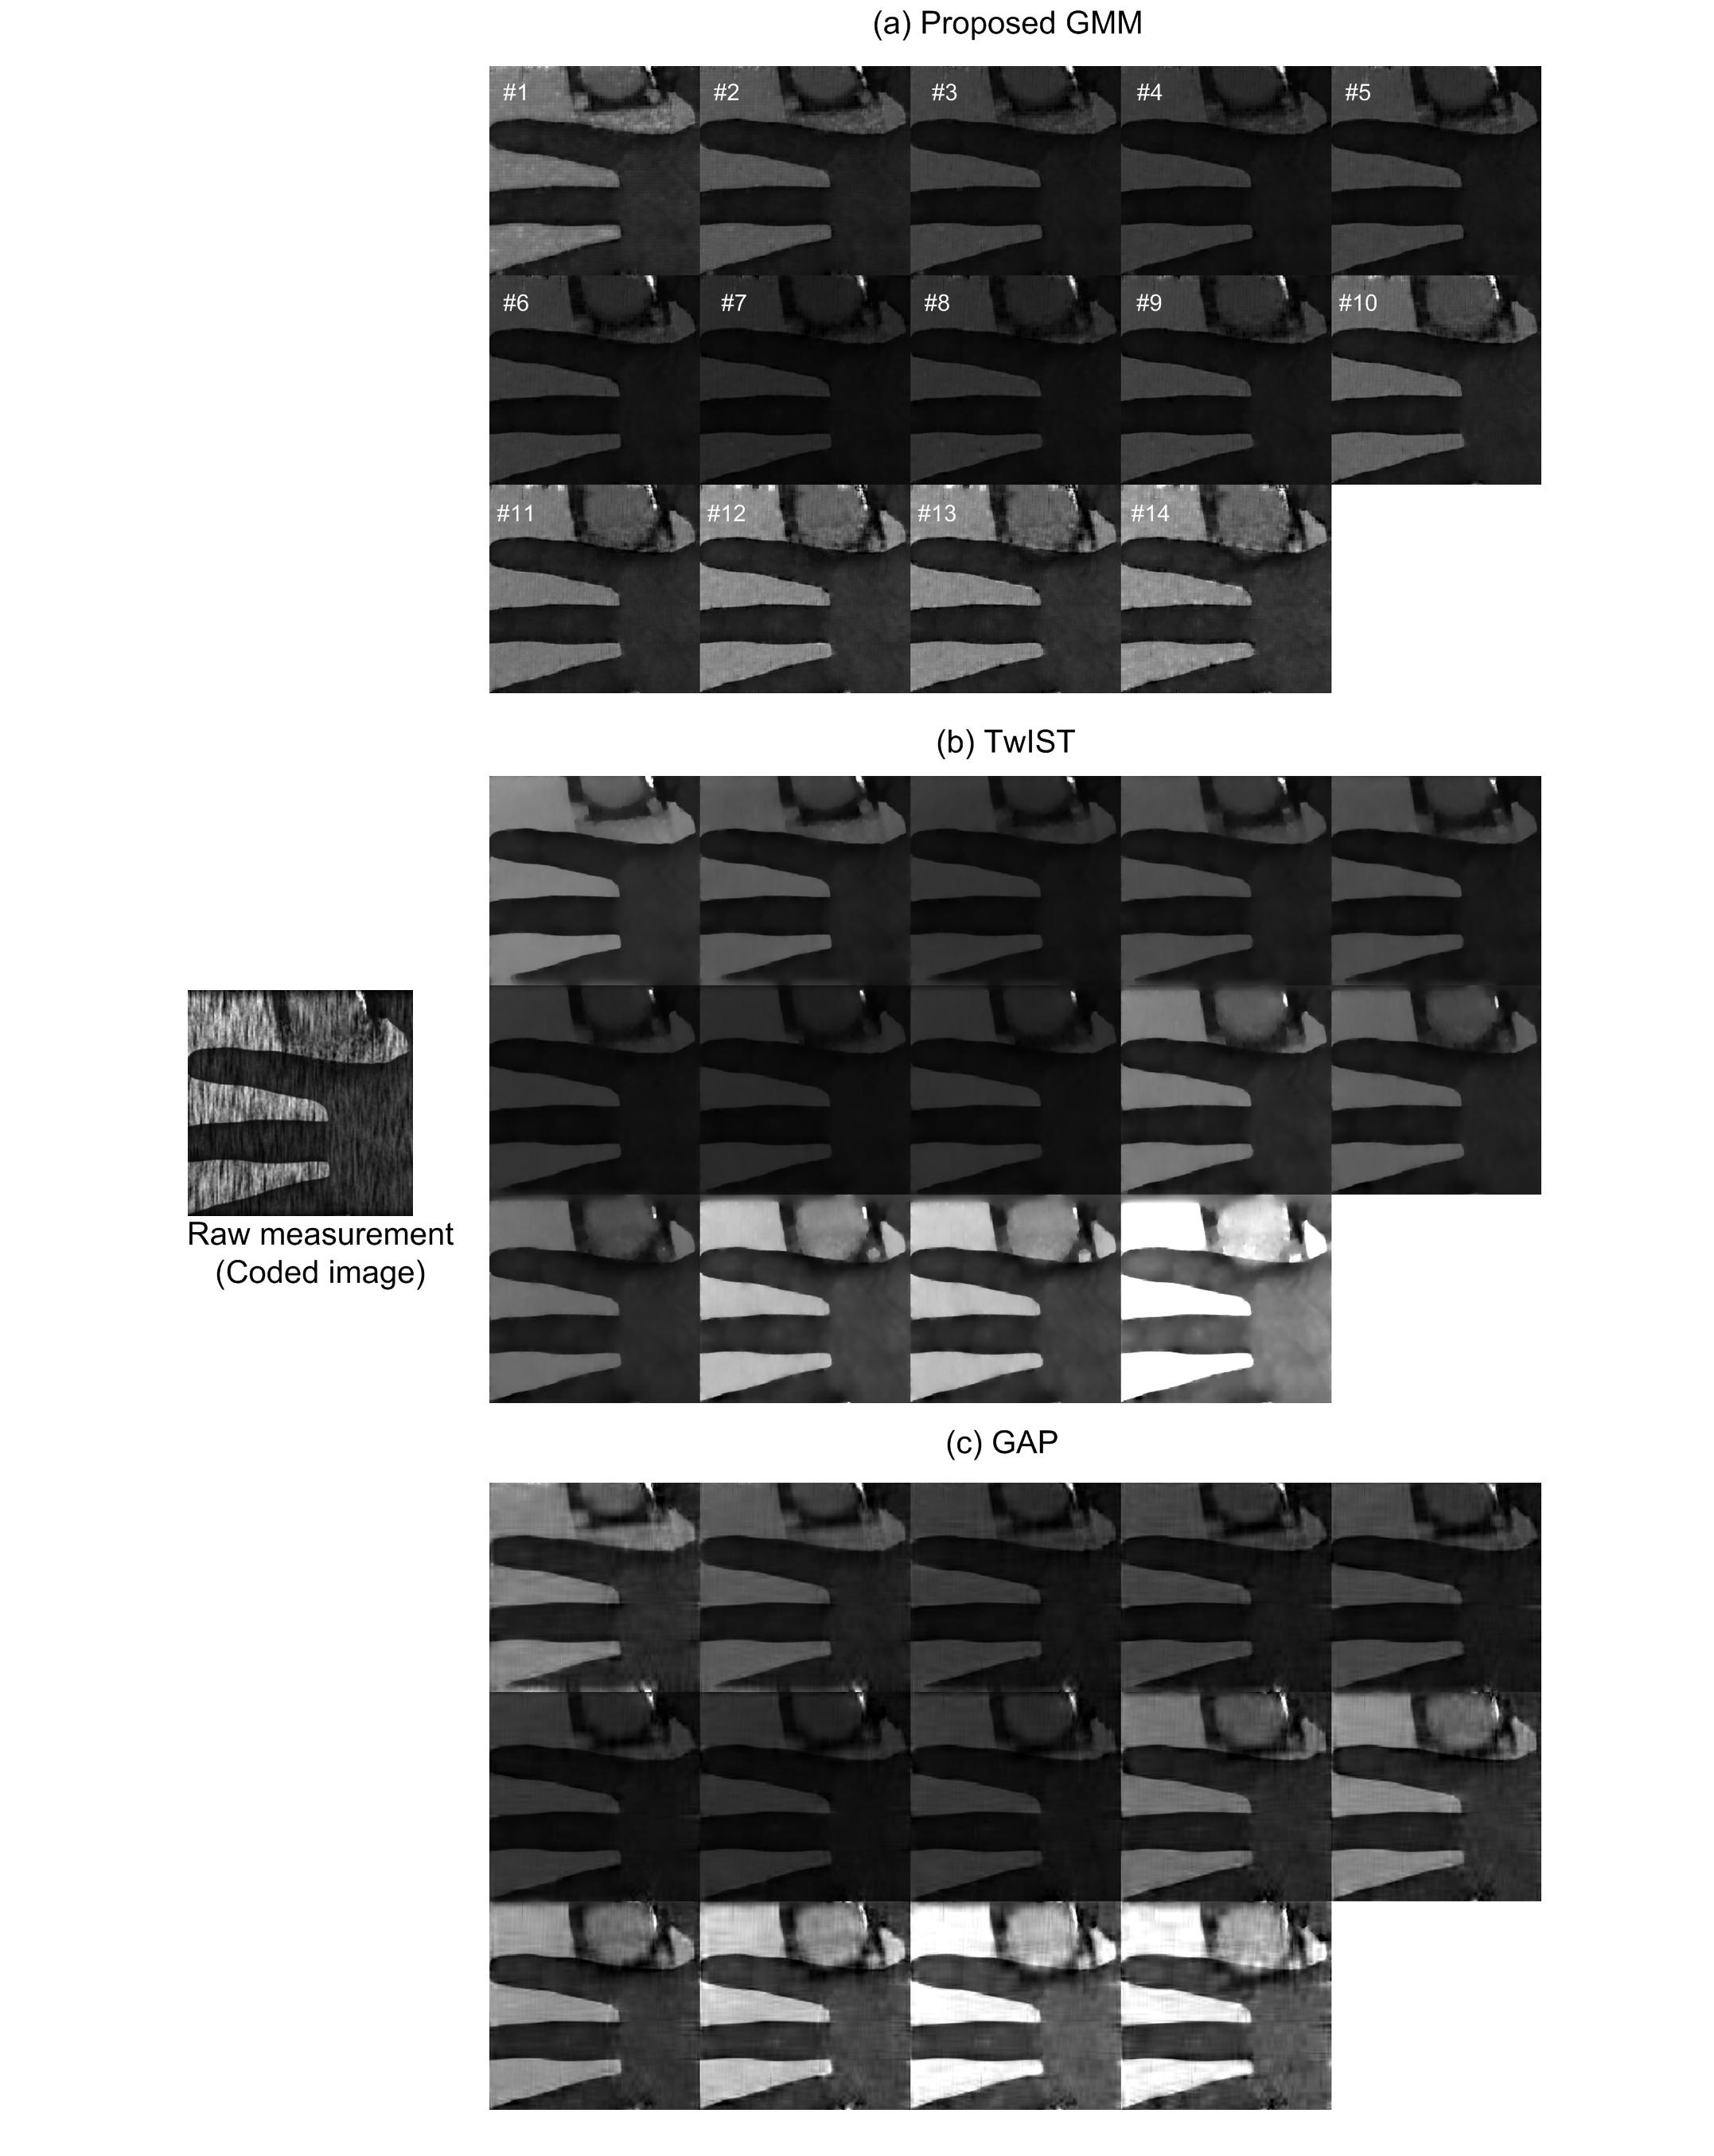 (a) Proposed GMM
#1 #2 #3 #4 #5
#6 #7 #8 #9 #10
#11 #12 #13 #14
(b) TwIST
Raw measurement
(Coded image)
(c) GAP